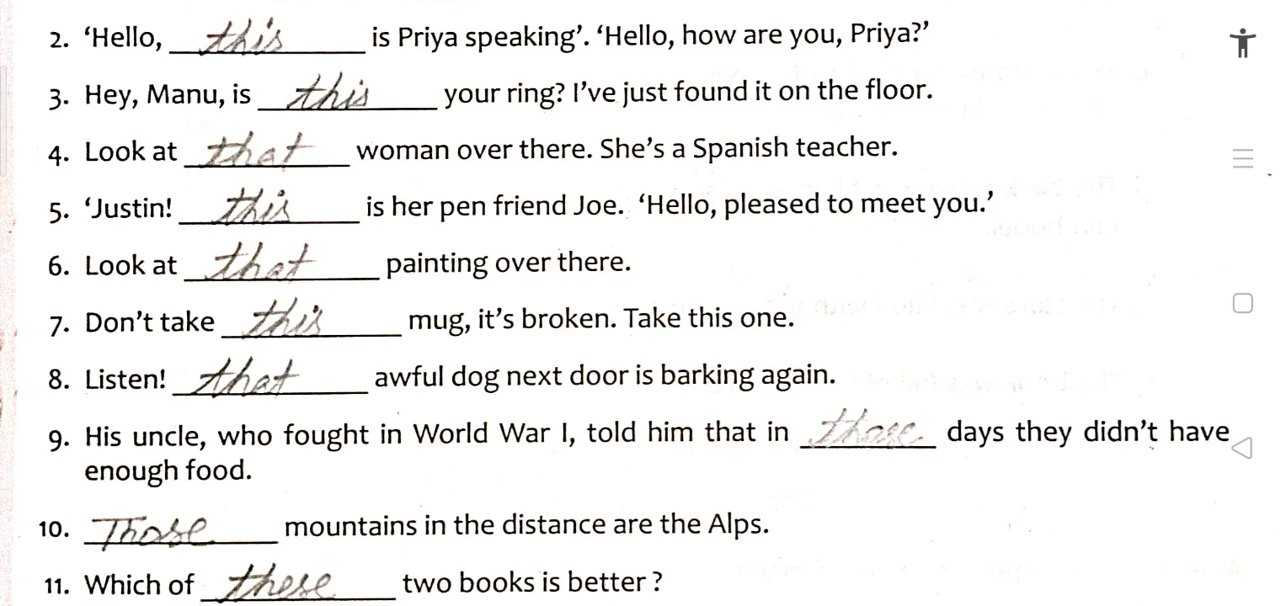 2. ‘Hello, this is Priya speaking’. ‘Hello, how are you, Priya?’
3. Hey, Manu, is this your ring? I’ve just found it on the floor.
4. Look at that woman over there. She’s a Spanish teacher.
5. ‘Justin! this is her pen friend Joe. ‘Hello, pleased to meet you.’
6. Look at that painting over there.
7. Don’t take this mug, it’s broken. Take this one.
8. Listen! that awful dog next door is barking again.
9. His uncle, who fought in World War I, told him that in those days they didn’t have
enough food.
10. Those mountains in the distance are the Alps.
11. Which of these two books is better ?